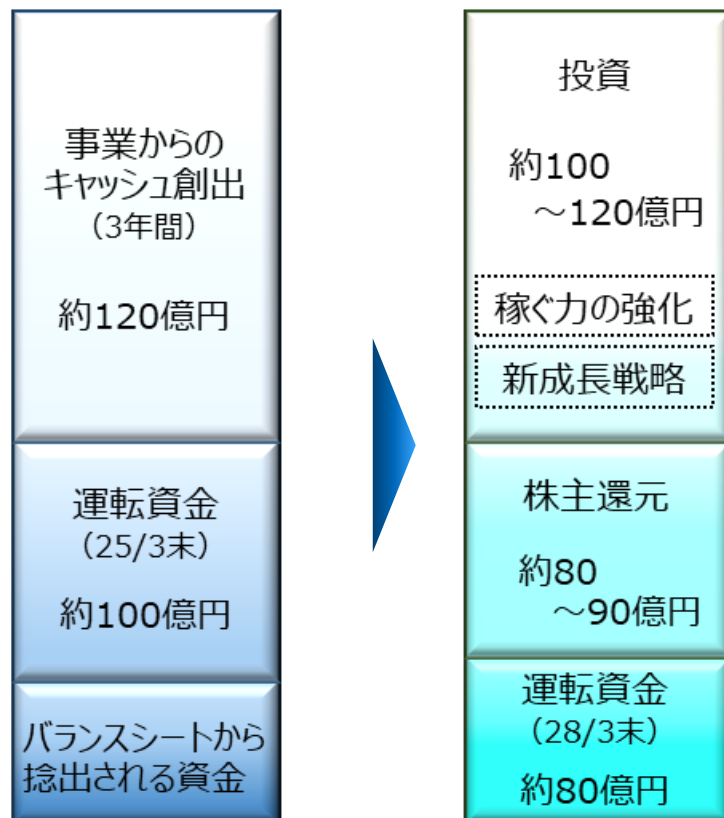 事業からの
キャッシュ創出
（3年間）
約120億円
運転資金
（25/3末）
約100億円
バランスシートから
捻出される資金
投資
約100
～120億円
稼ぐ力の強化
新成長戦略
株主還元
約80
～90億円
運転資金
（28/3末）
約80億円